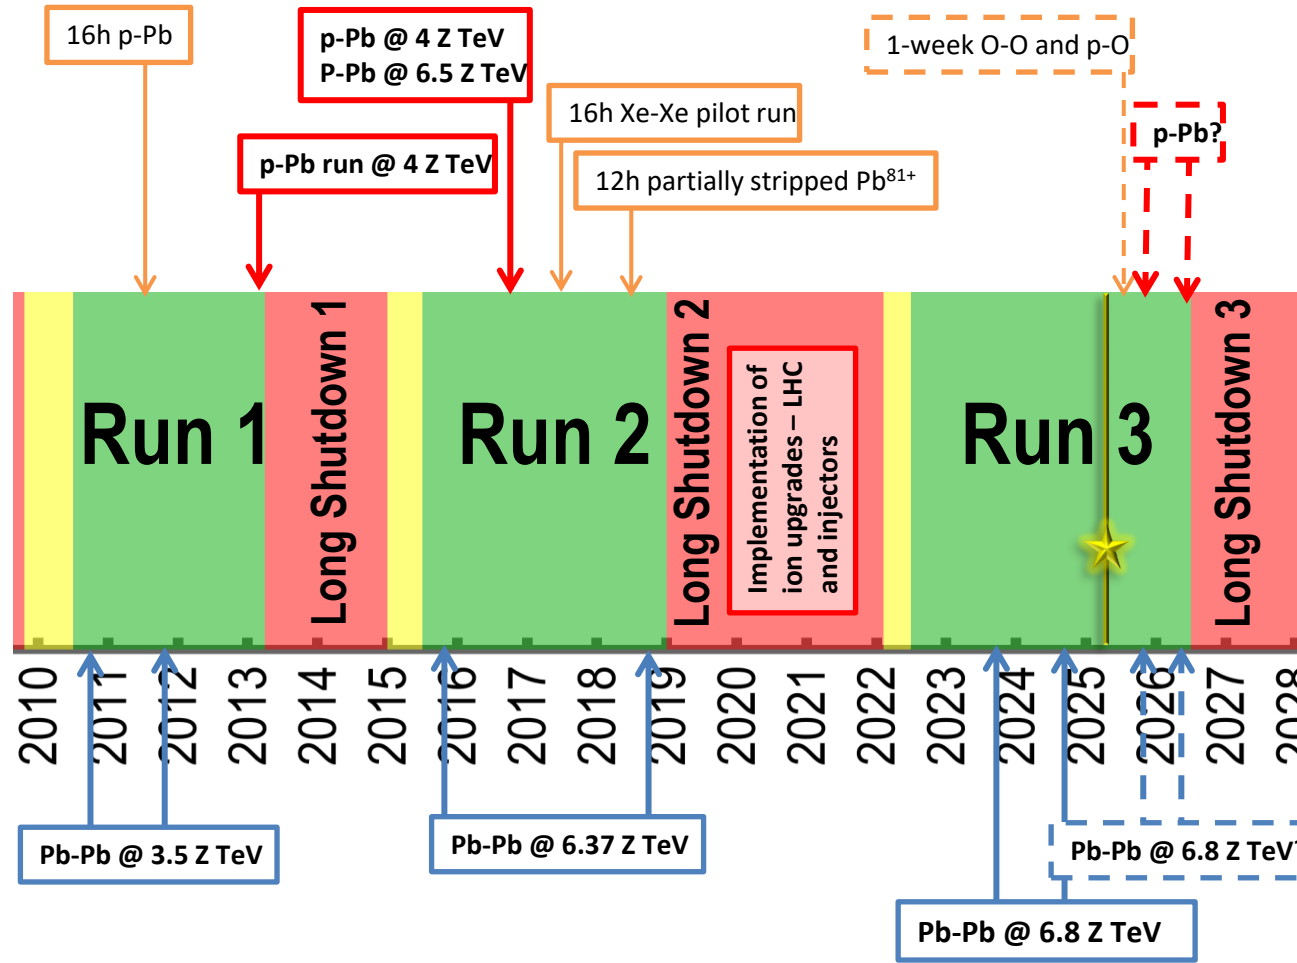 16h p-Pb
p-Pb @ 4 Z TeV
P-Pb @ 6.5 Z TeV
1-week O-O and p-O
16h Xe-Xe pilot run
p-Pb?
p-Pb run @ 4 Z TeV
12h partially stripped Pb81+
Run 1
Long Shutdown 1
Run 2
Long Shutdown 2
Implementation of
ion upgrades – LHC
and injectors
Run 3
Long Shutdown 3
2010
2011
2012
2013
2014
2015
2016
2017
2018
2019
2020
2021
2022
2023
2024
2025
2026
2027
2028
Pb-Pb @ 3.5 Z TeV
Pb-Pb @ 6.37 Z TeV
Pb-Pb @ 6.8 Z TeV?
Pb-Pb @ 6.8 Z TeV